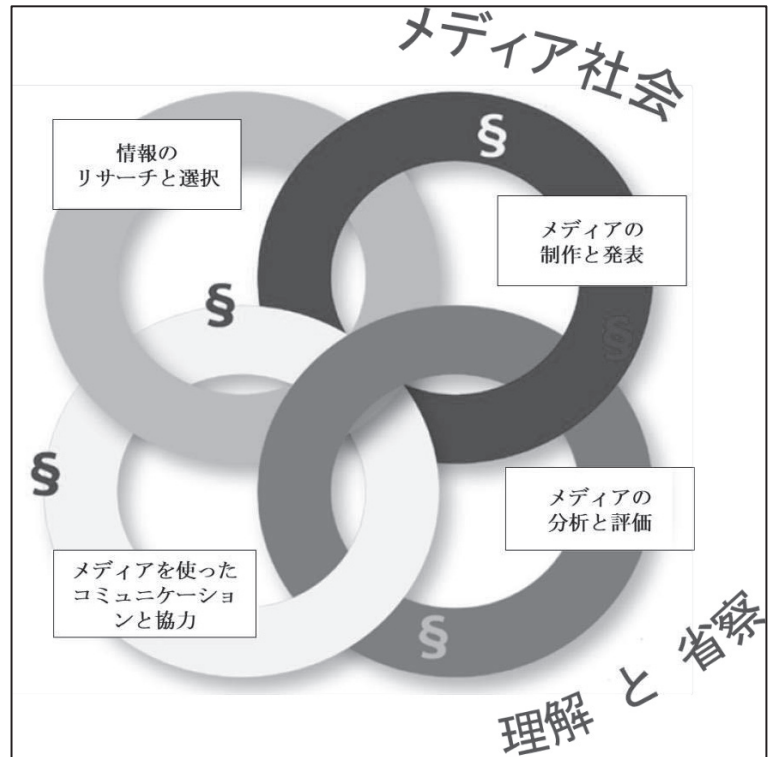 メディア社会
情報の
リサーチと選択
§
メディアの
制作と発表
§
§
§
メディアの
分析と評価
メディアを使った
コミュニケーショ
ンと協力
§
理解 と 省察